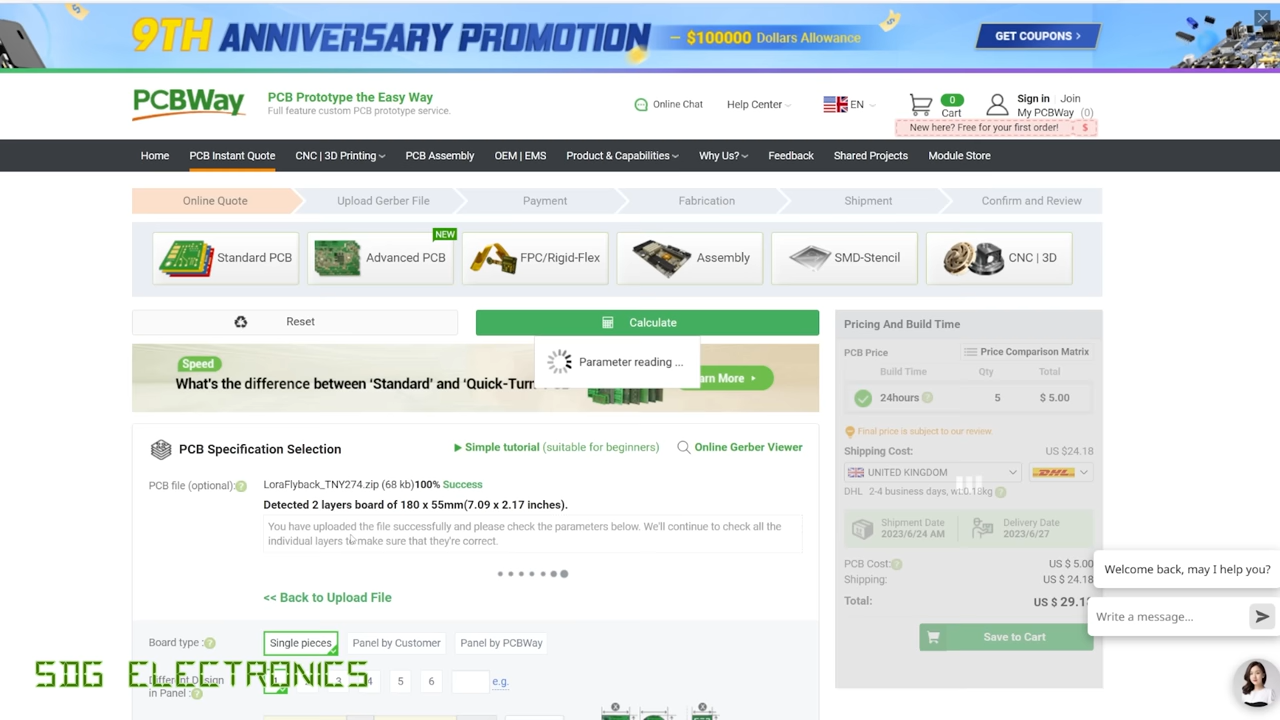 9TH ANNIVERSARY PROMOTION – $100000 Dollars Allowance GET COUPONS >
PCBWay
PCB Prototype the Easy Way
Full feature custom PCB prototype service.
Online Chat Help Center EN 0 Cart Sign in Join
My PCBWay (0)
New here? Free for your first order! $
Home PCB Instant Quote CNC | 3D Printing PCB Assembly OEM | EMS Product & Capabilities Why Us? Feedback Shared Projects Module Store
Online Quote Upload Gerber File Payment Fabrication Shipment Confirm and Review
NEW
Standard PCB Advanced PCB FPC/Rigid-Flex Assembly SMD-Stencil CNC | 3D
Reset Calculate
Parameter reading ...
Speed
What's the difference between 'Standard' and 'Quick-Turn
arn More
PCB Specification Selection Simple tutorial (suitable for beginners) Online Gerber Viewer
PCB file (optional): LoraFlyback_TNY274.zip (68 kb)100% Success
Detected 2 layers board of 180 x 55mm(7.09 x 2.17 inches).
You have uploaded the file successfully and please check the parameters below. We'll continue to check all the
individual layers to make sure that they're correct.
<< Back to Upload File
Board type : Single pieces Panel by Customer Panel by PCBWay
Different Design
in Panel : 3 4 5 6 e.g.
SDG ELECTRONICS
Pricing And Build Time
PCB Price Price Comparison Matrix
Build Time Qty Total
24hours 5 $ 5.00
Final price is subject to our review
Shipping Cost: US $24.18
UNITED KINGDOM DHL
DHL 2-4 business days, wt:0.18kg
Shipment Date
2023/6/24 AM
Delivery Date
2023/6/27
PCB Cost: US $ 5.00
Shipping: US $ 24.18
Total: US $ 29.1
Save to Cart
Welcome back, may I help you?
Write a message...